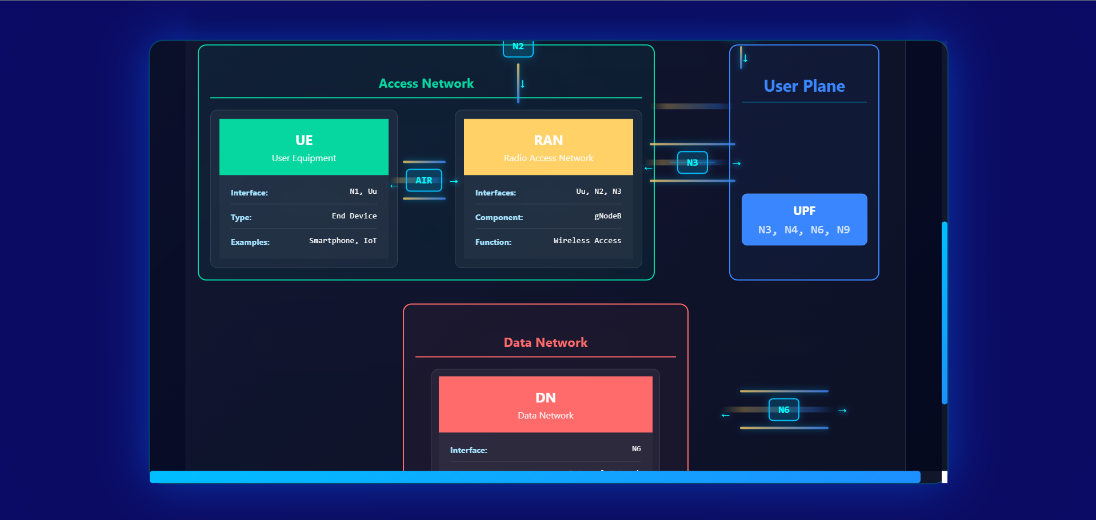 N2
Access Network
User Plane
UE
User Equipment
Interface: N1, Uu
Type: End Device
Examples: Smartphone, IoT
← AIR →
RAN
Radio Access Network
Interfaces: Uu, N2, N3
Component: gNodeB
Function: Wireless Access
← N3 →
UPF
N3, N4, N6, N9
Data Network
DN
Data Network
Interface: N6
← N6 →